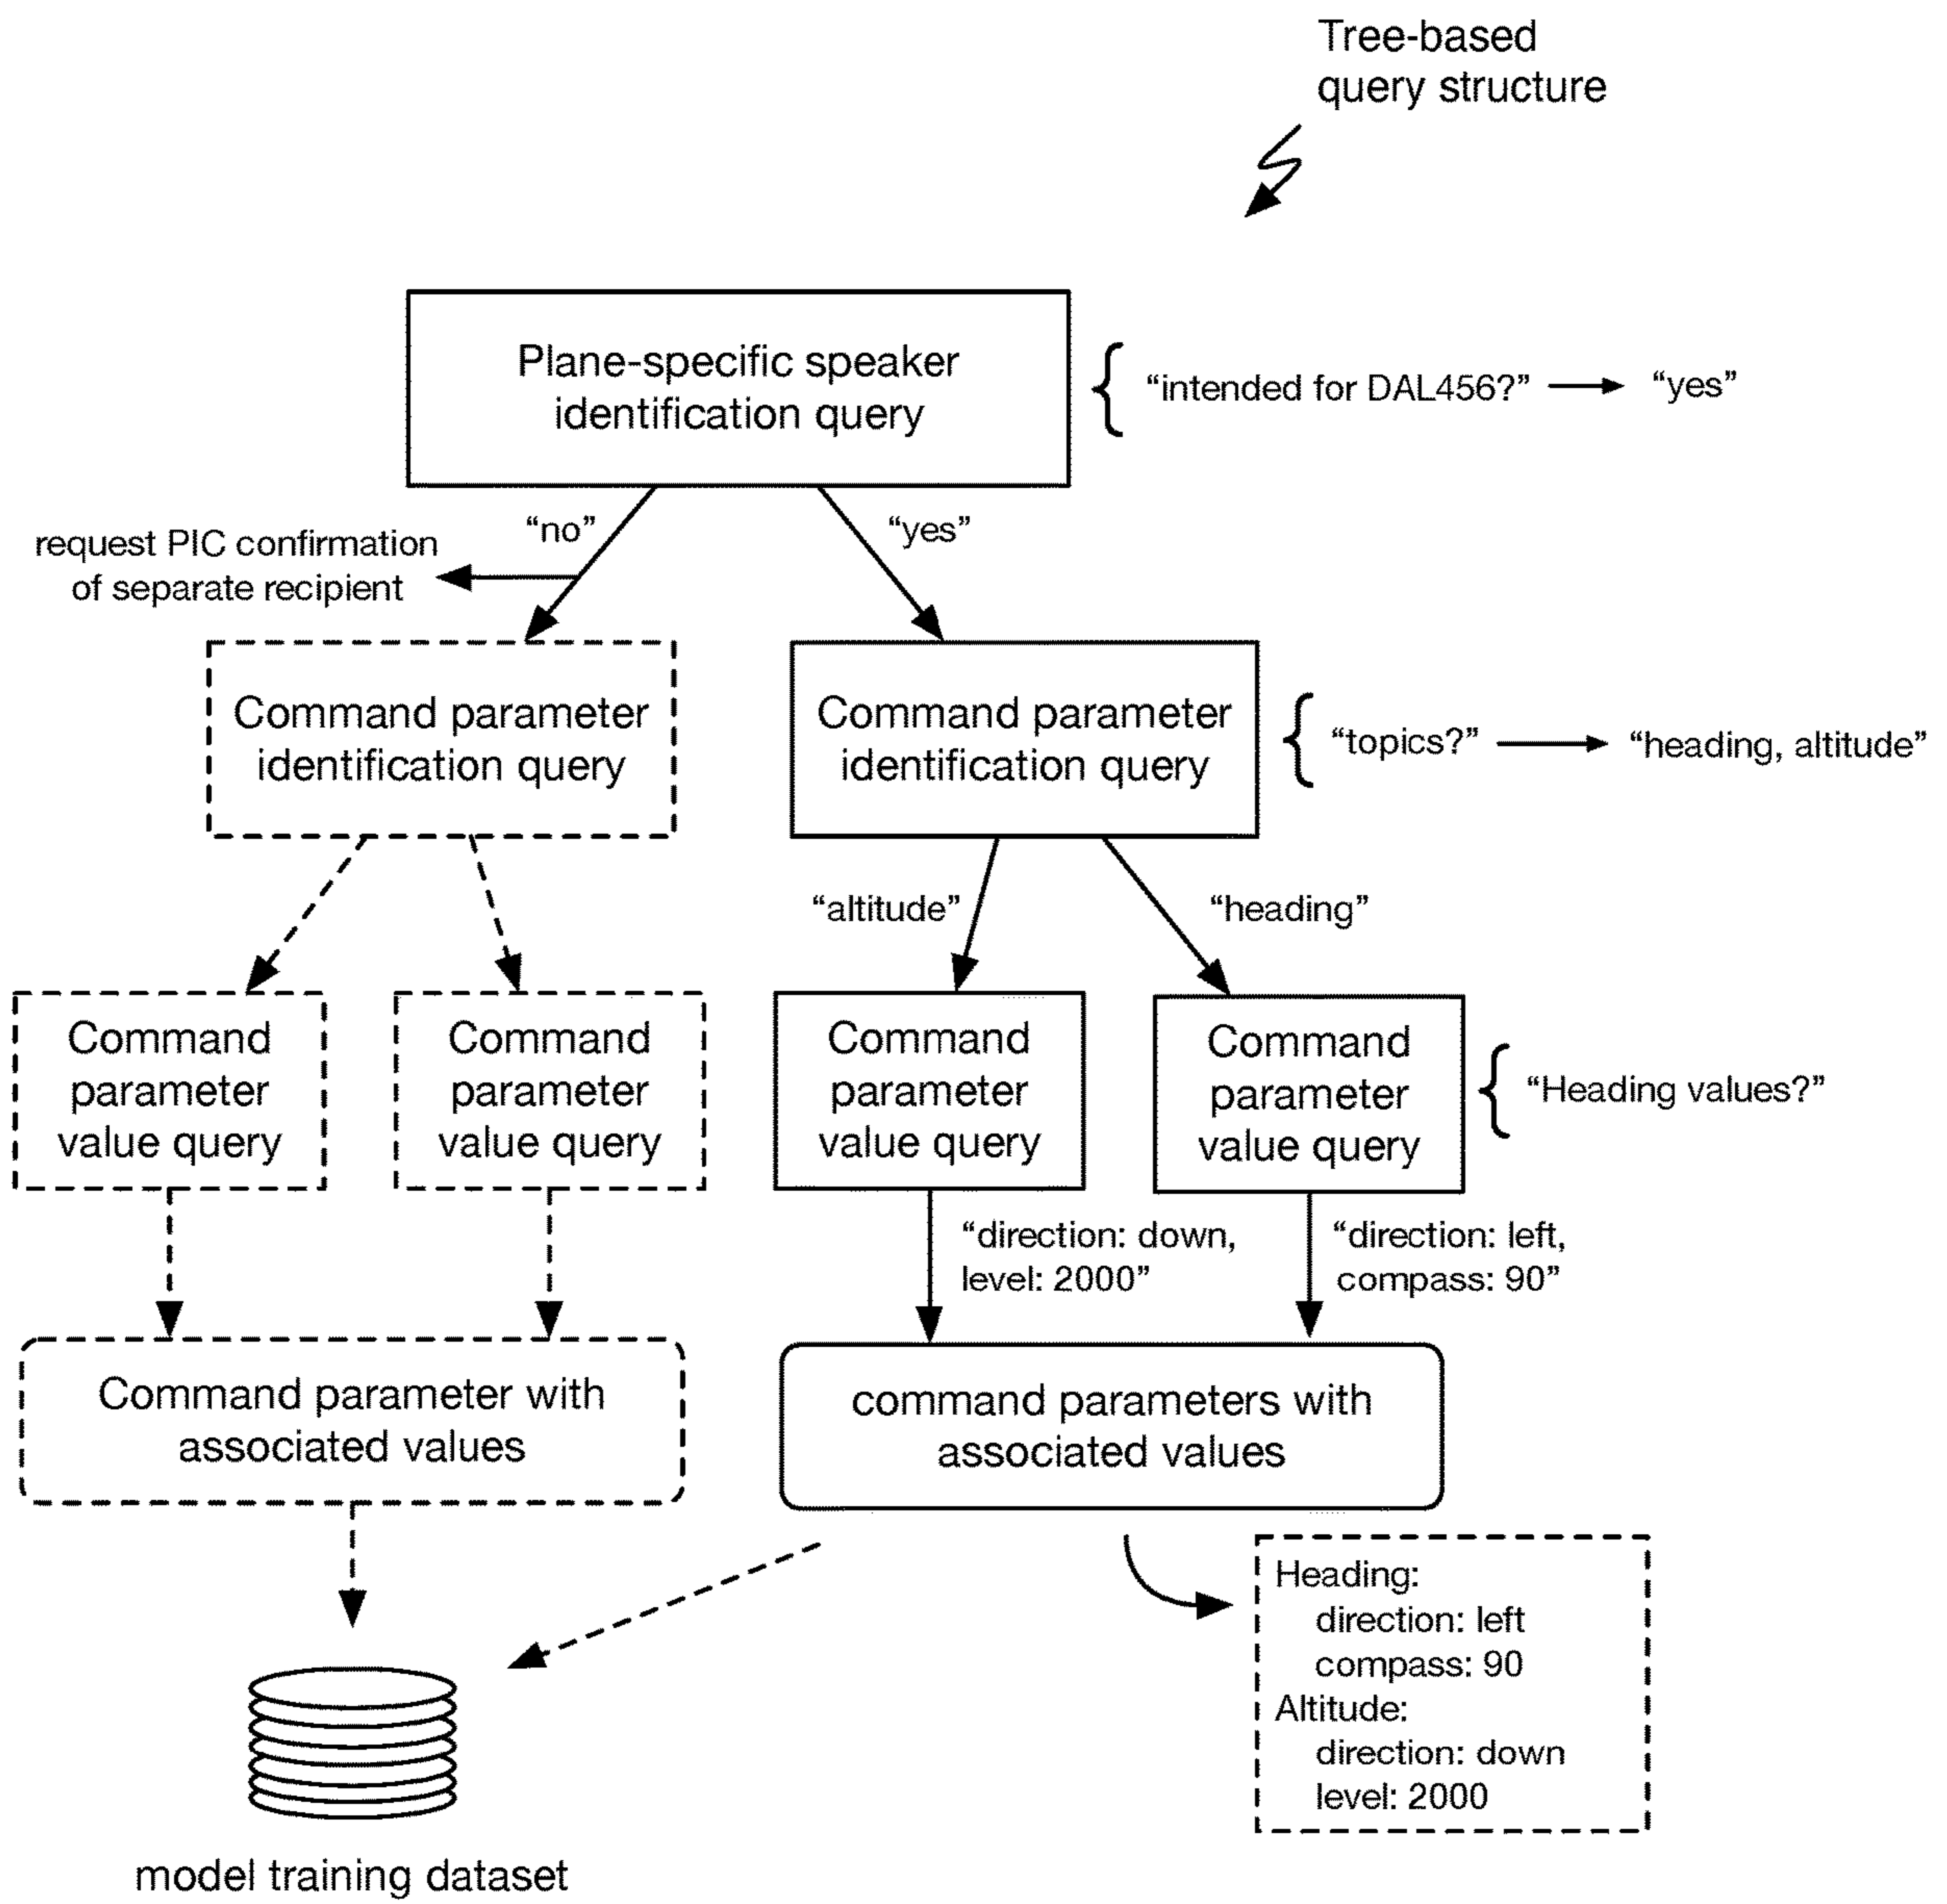 Tree-based
query structure
Plane-specific speaker
identification query
“intended for DAL456?”
“yes”
“no”
“yes”
request PIC confirmation
of separate recipient
Command parameter
identification query
Command parameter
identification query
“topics?”
“heading, altitude”
“altitude”
“heading”
Command
parameter
value query
Command
parameter
value query
Command
parameter
value query
Command
parameter
value query
“Heading values?”
“direction: down,
level: 2000”
“direction: left,
compass: 90”
Command parameter with
associated values
command parameters with
associated values
Heading:
direction: left
compass: 90
Altitude:
direction: down
level: 2000
model training dataset